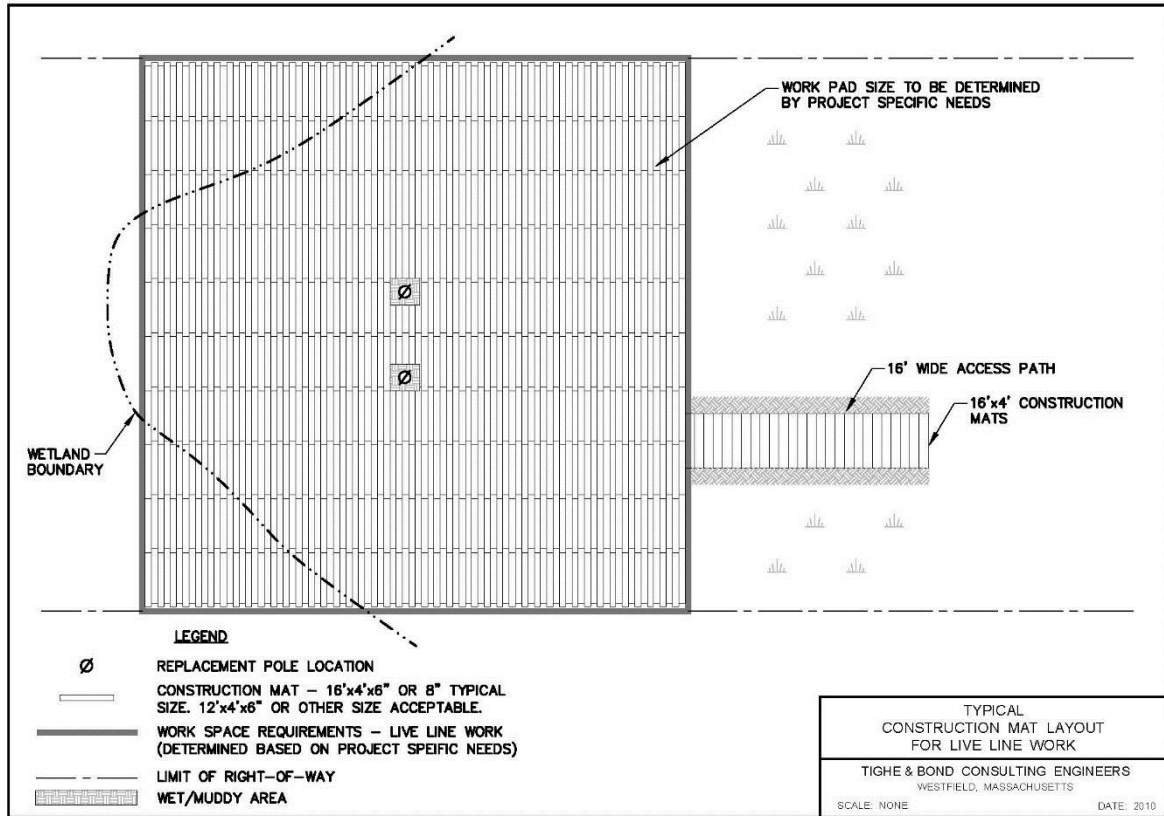 WORK PAD SIZE TO BE DETERMINED
BY PROJECT SPECIFIC NEEDS
16' WIDE ACCESS PATH
16'x4' CONSTRUCTION
MATS
WETLAND
BOUNDARY
LEGEND
Ø
REPLACEMENT POLE LOCATION
CONSTRUCTION MAT – 16'x4'x6" OR 8" TYPICAL
SIZE. 12'x4'x6" OR OTHER SIZE ACCEPTABLE.
WORK SPACE REQUIREMENTS – LIVE LINE WORK
(DETERMINED BASED ON PROJECT SPEIFIC NEEDS)
LIMIT OF RIGHT–OF–WAY
WET/MUDDY AREA
TYPICAL
CONSTRUCTION MAT LAYOUT
FOR LIVE LINE WORK
TIGHE & BOND CONSULTING ENGINEERS
WESTFIELD, MASSACHUSETTS
SCALE: NONE DATE: 2010